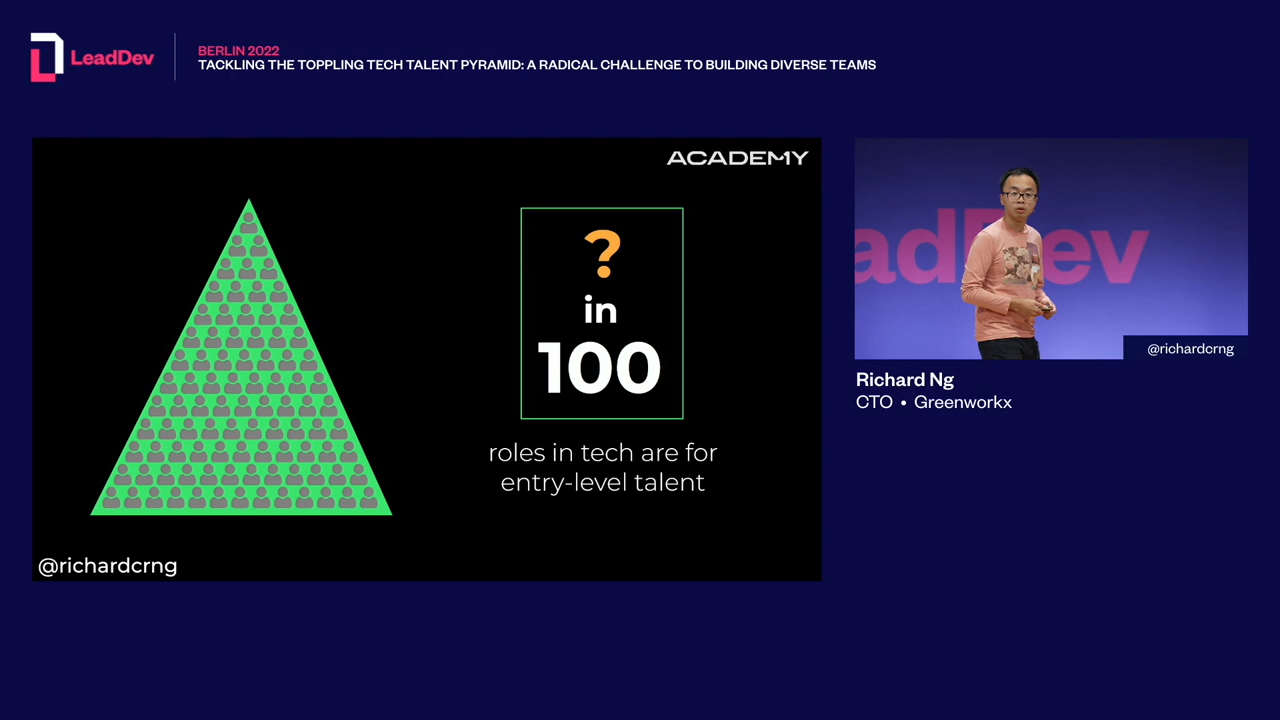 LeadDev
BERLIN 2022
TACKLING THE TOPPLING TECH TALENT PYRAMID: A RADICAL CHALLENGE TO BUILDING DIVERSE TEAMS
ACADEMY
?
in
100
roles in tech are for
entry-level talent
@richardcrng
adDev
@richardcrng
Richard Ng
CTO • Greenworkx